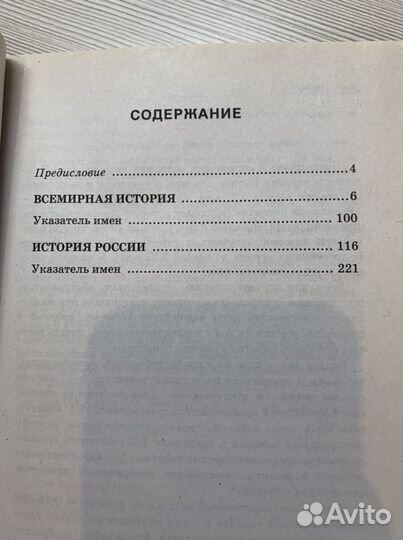 СОДЕРЖАНИЕ
Предисловие ........................................................ 4
ВСЕМИРНАЯ ИСТОРИЯ ........................................ 6
Указатель имен .................................................. 100
ИСТОРИЯ РОССИИ ............................................. 116
Указатель имен .................................................. 221
Avito